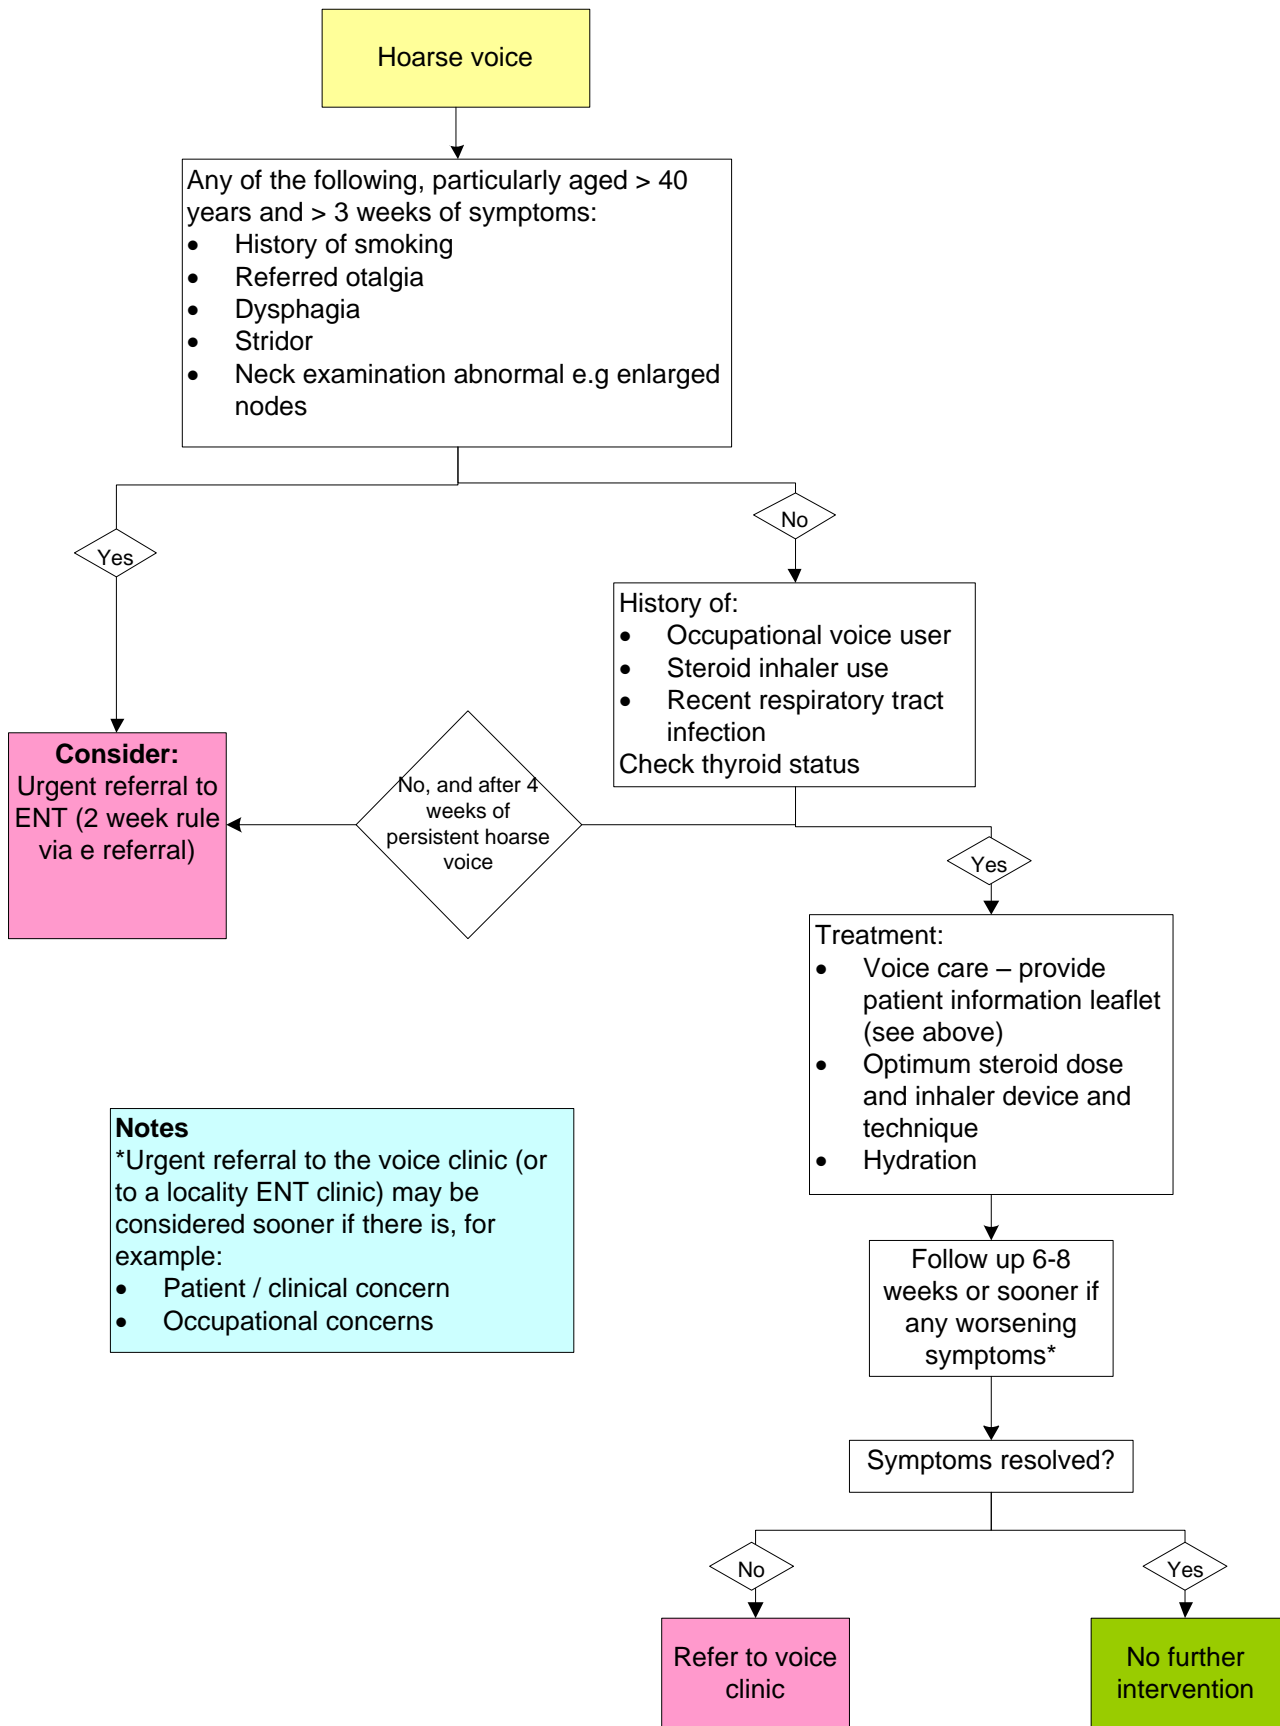 Hoarse voice
Any of the following, particularly aged > 40
years and > 3 weeks of symptoms:
• History of smoking
• Referred otalgia
• Dysphagia
• Stridor
• Neck examination abnormal e.g enlarged
nodes
Yes
No
History of:
• Occupational voice user
• Steroid inhaler use
• Recent respiratory tract
infection
Check thyroid status
Consider:
Urgent referral to
ENT (2 week rule
via e referral)
No, and after 4
weeks of
persistent hoarse
voice
Yes
Treatment:
• Voice care – provide
patient information leaflet
(see above)
• Optimum steroid dose
and inhaler device and
technique
• Hydration
Notes
*Urgent referral to the voice clinic (or
to a locality ENT clinic) may be
considered sooner if there is, for
example:
• Patient / clinical concern
• Occupational concerns
Follow up 6-8
weeks or sooner if
any worsening
symptoms*
Symptoms resolved?
No
Yes
Refer to voice
clinic
No further
intervention